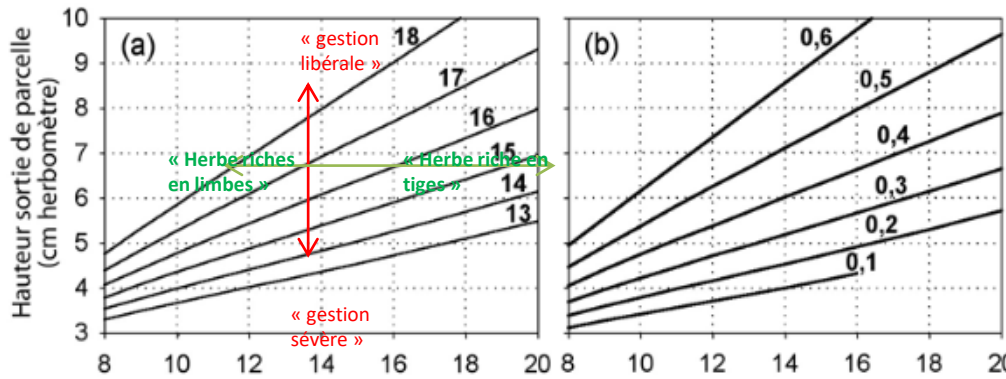 Hauteur sortie de parcelle
(cm herbomètre)
10
9
8
7
6
5
4
3
(a)
« gestion
libérale »
18
17
16
15
14
13
« Herbe riches
en limbes »
« Herbe riche en
tiges »
« gestion
sévère »
8 10 12 14 16 18 20
(b)
0,6
0,5
0,4
0,3
0,2
0,1
8 10 12 14 16 18 20